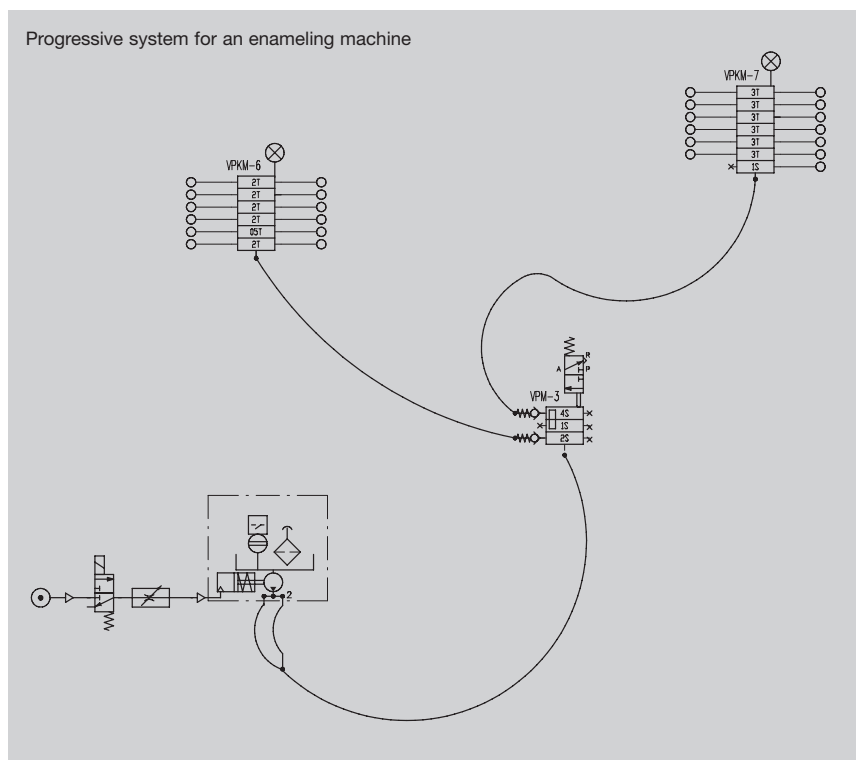 Progressive system for an enameling machine
VPKM-7
3T
3T
3T
3T
3T
3T
1S
VPKM-6
2T
2T
2T
2T
05T
2T
R
A P
VPM-3
4S
1S
2S
2